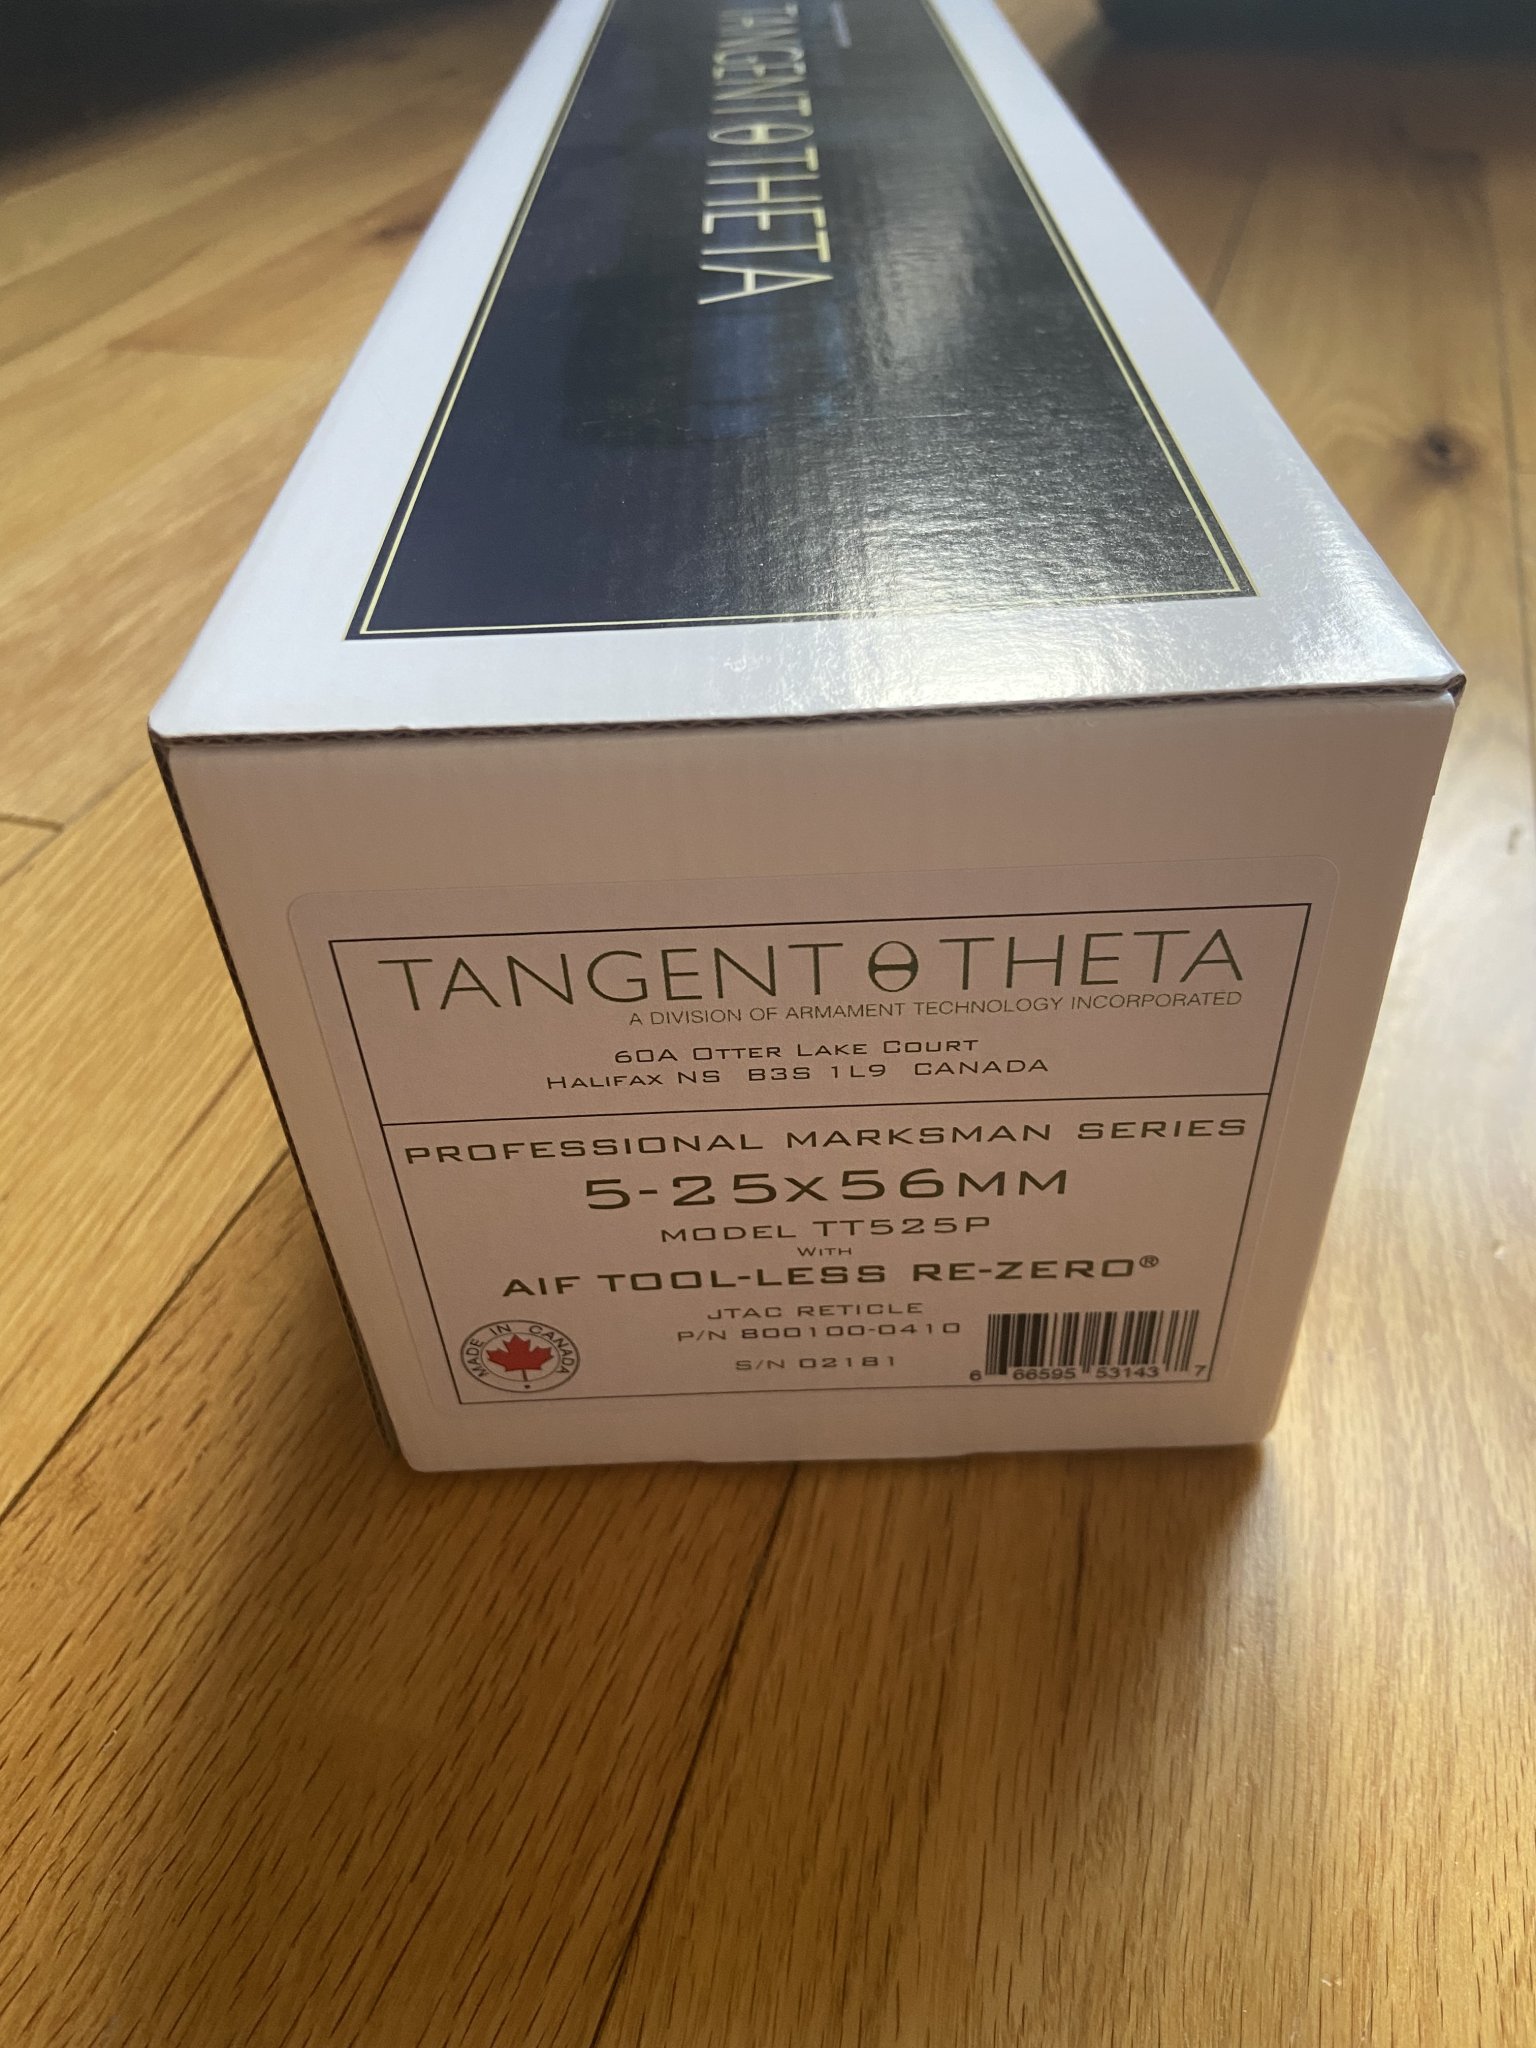 TANGENT θ THETA
TANGENT θ THETA
A DIVISION OF ARMAMENT TECHNOLOGY INCORPORATED
60A OTTER LAKE COURT
HALIFAX NS B3S 1L9 CANADA
PROFESSIONAL MARKSMAN SERIES
5-25x56MM
MODEL TT525P
WITH
AIF TOOL-LESS RE-ZERO®
JTAC RETICLE
P/N 800100-0410
S/N 02181
MADE IN CANADA
6 66595 53143 7